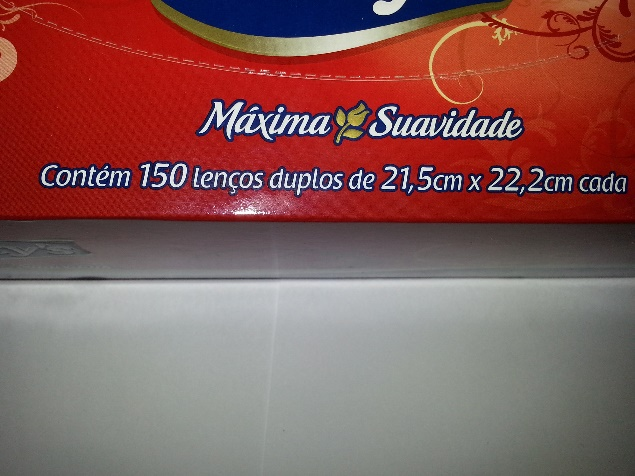 Máxima Suavidade
Contém 150 lenços duplos de 21,5cm x 22,2cm cada